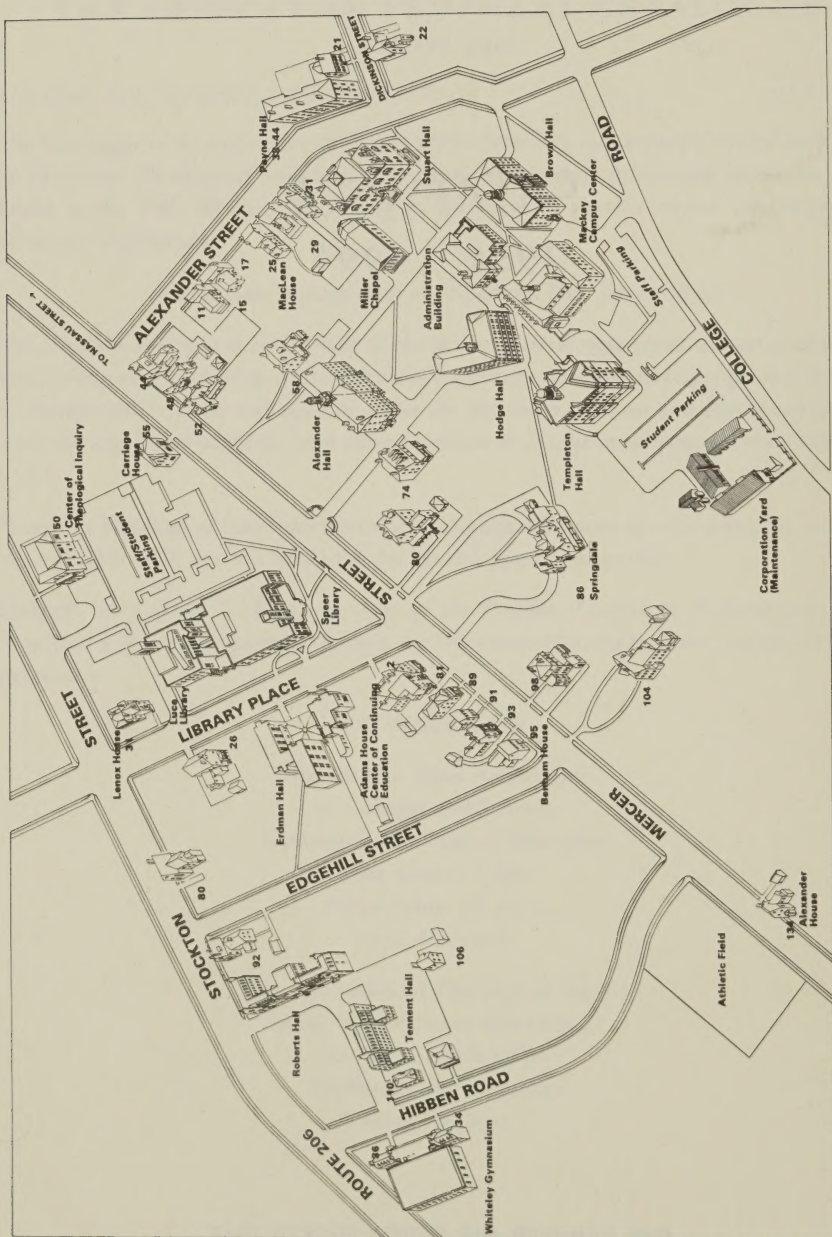 22
DICKINSON STREET
21
Payne Hall
38–44
Stuart Hall
Brown Hall
ROAD
31
Mackay
Campus Center
ALEXANDER STREET
17
25
MacLean
House
29
Miller
Chapel
Administration
Building
Staff Parking
11
15
TO NASSAU STREET →
44
48
52
58
Alexander
Hall
Hodge Hall
COLLEGE
Student Parking
Templeton
Hall
Carriage
House
55
74
50
Center of
Theological Inquiry
Staff/Student
Parking
80
Corporation Yard
(Maintenance)
STREET
86
Springdale
Speer
Library
Luce
Library
LIBRARY PLACE
STREET
Lenox House
31
2
81
89
91
93
95
Benham House
98
104
26
Erdman Hall
Adams House
Center of Continuing
Education
MERCER
80
EDGEHILL STREET
STOCKTON
92
134
Alexander
House
Roberts Hall
106
Tennent Hall
Athletic Field
110
HIBBEN ROAD
ROUTE 206
36
34
Whiteley Gymnasium